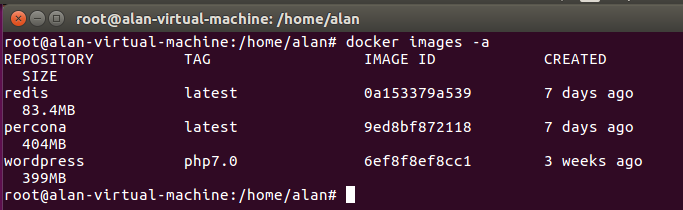 root@alan-virtual-machine: /home/alan
root@alan-virtual-machine:/home/alan# docker images -a
REPOSITORY TAG IMAGE ID CREATED
SIZE
redis latest 0a153379a539 7 days ago
83.4MB
percona latest 9ed8bf872118 7 days ago
404MB
wordpress php7.0 6ef8f8ef8cc1 3 weeks ago
399MB
root@alan-virtual-machine:/home/alan#